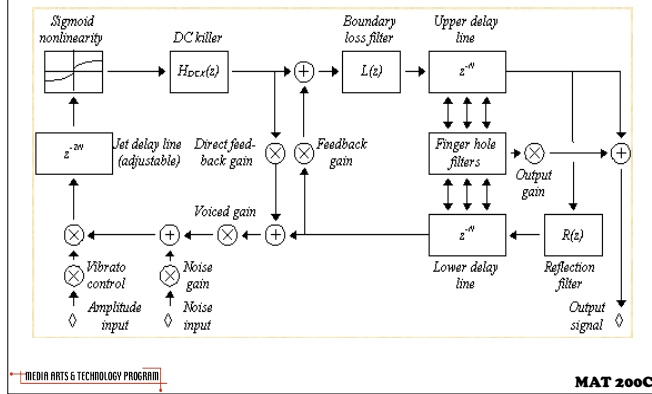 Sigmoid
nonlinearity
DC killer
Boundary
loss filter
Upper delay
line
H_DCK(z)
L(z)
z^-N
z^-2N
Jet delay line
(adjustable)
Direct feed-
back gain
Feedback
gain
Finger hole
filters
Output
gain
Voiced gain
z^-N
R(z)
Vibrato
control
Noise
gain
Lower delay
line
Reflection
filter
Amplitude
input
Noise
input
Output
signal
MEDIA ARTS & TECHNOLOGY PROGRAM
MAT 200C